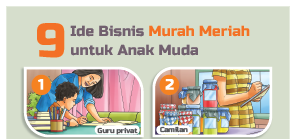 9 Ide Bisnis Murah Meriah
untuk Anak Muda
1
Guru privat
2
Camilan